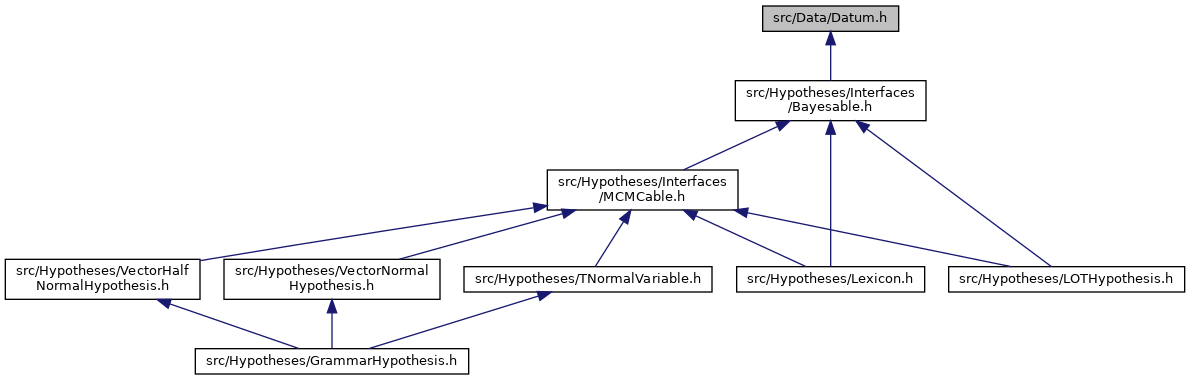 src/Data/Datum.h
src/Hypotheses/Interfaces
/Bayesable.h
src/Hypotheses/Interfaces
/MCMCable.h
src/Hypotheses/VectorHalf
NormalHypothesis.h
src/Hypotheses/VectorNormal
Hypothesis.h
src/Hypotheses/TNormalVariable.h
src/Hypotheses/Lexicon.h
src/Hypotheses/LOTHypothesis.h
src/Hypotheses/GrammarHypothesis.h